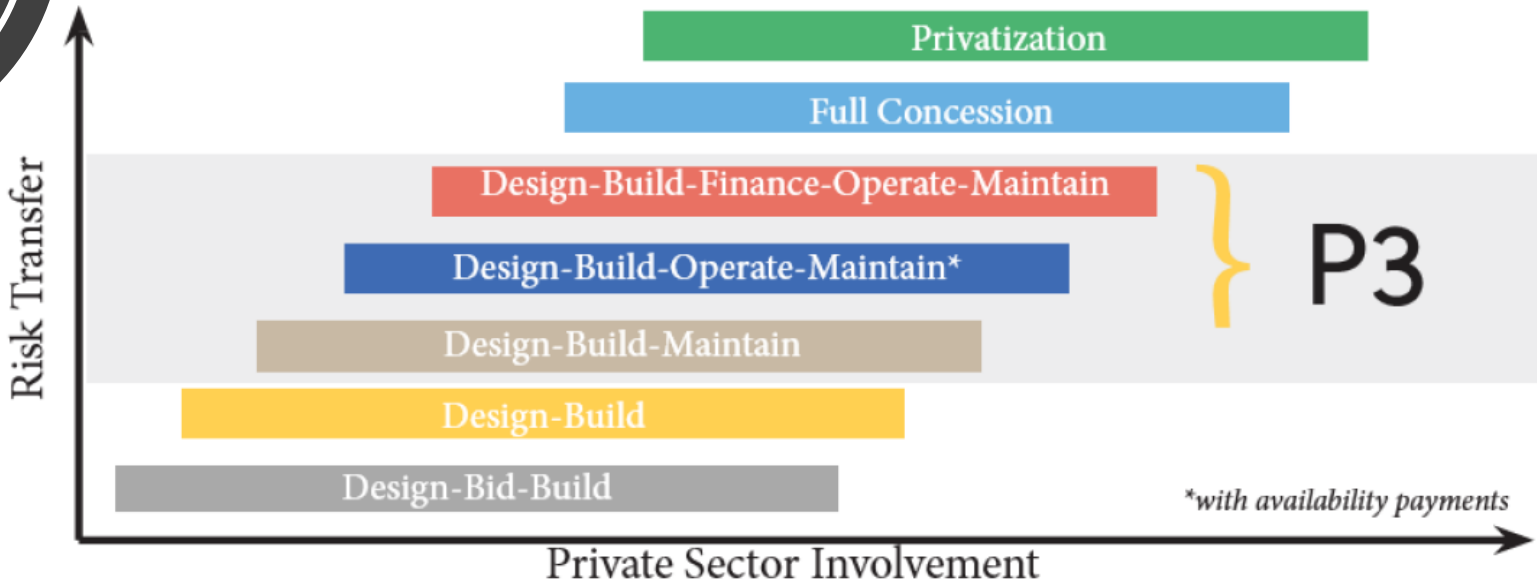 Privatization
Full Concession
Design-Build-Finance-Operate-Maintain
Design-Build-Operate-Maintain*
P3
Design-Build-Maintain
Design-Build
Design-Bid-Build
*with availability payments
Risk Transfer
Private Sector Involvement